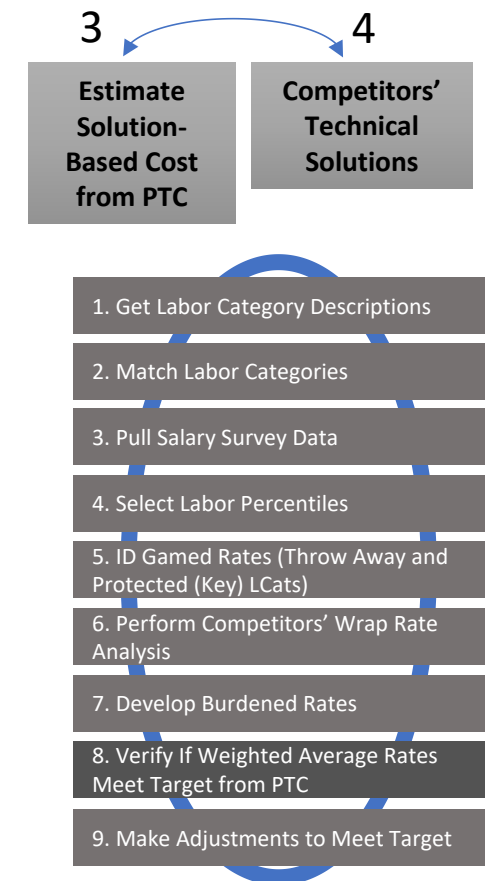 3
4
Estimate
Solution-
Based Cost
from PTC
Competitors’
Technical
Solutions
1. Get Labor Category Descriptions
2. Match Labor Categories
3. Pull Salary Survey Data
4. Select Labor Percentiles
5. ID Gamed Rates (Throw Away and
Protected (Key) LCats)
6. Perform Competitors’ Wrap Rate
Analysis
7. Develop Burdened Rates
8. Verify If Weighted Average Rates
Meet Target from PTC
9. Make Adjustments to Meet Target